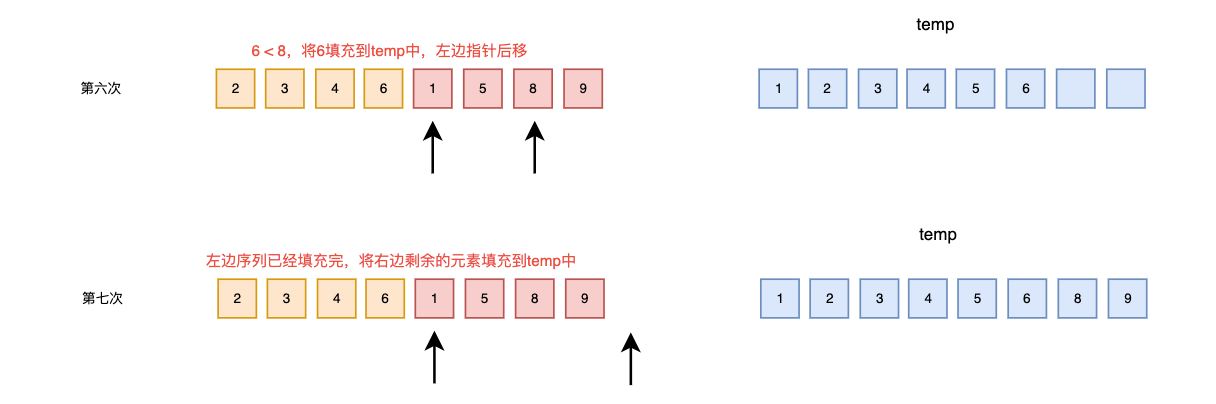 temp
6 < 8，将6填充到temp中，左边指针后移
第六次 2 3 4 6 1 5 8 9 1 2 3 4 5 6
temp
左边序列已经填充完，将右边剩余的元素填充到temp中
第七次 2 3 4 6 1 5 8 9 1 2 3 4 5 6 8 9